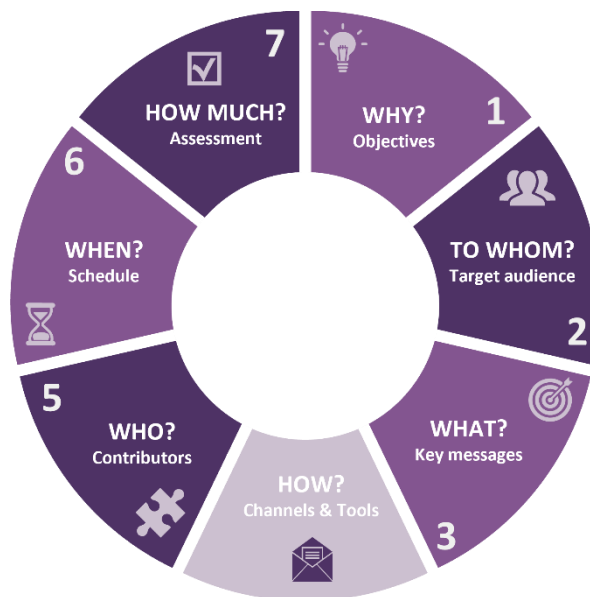 1
WHY?
Objectives
TO WHOM?
Target audience
2
WHAT?
Key messages
3
HOW?
Channels & Tools
5
WHO?
Contributors
6
WHEN?
Schedule
7
HOW MUCH?
Assessment